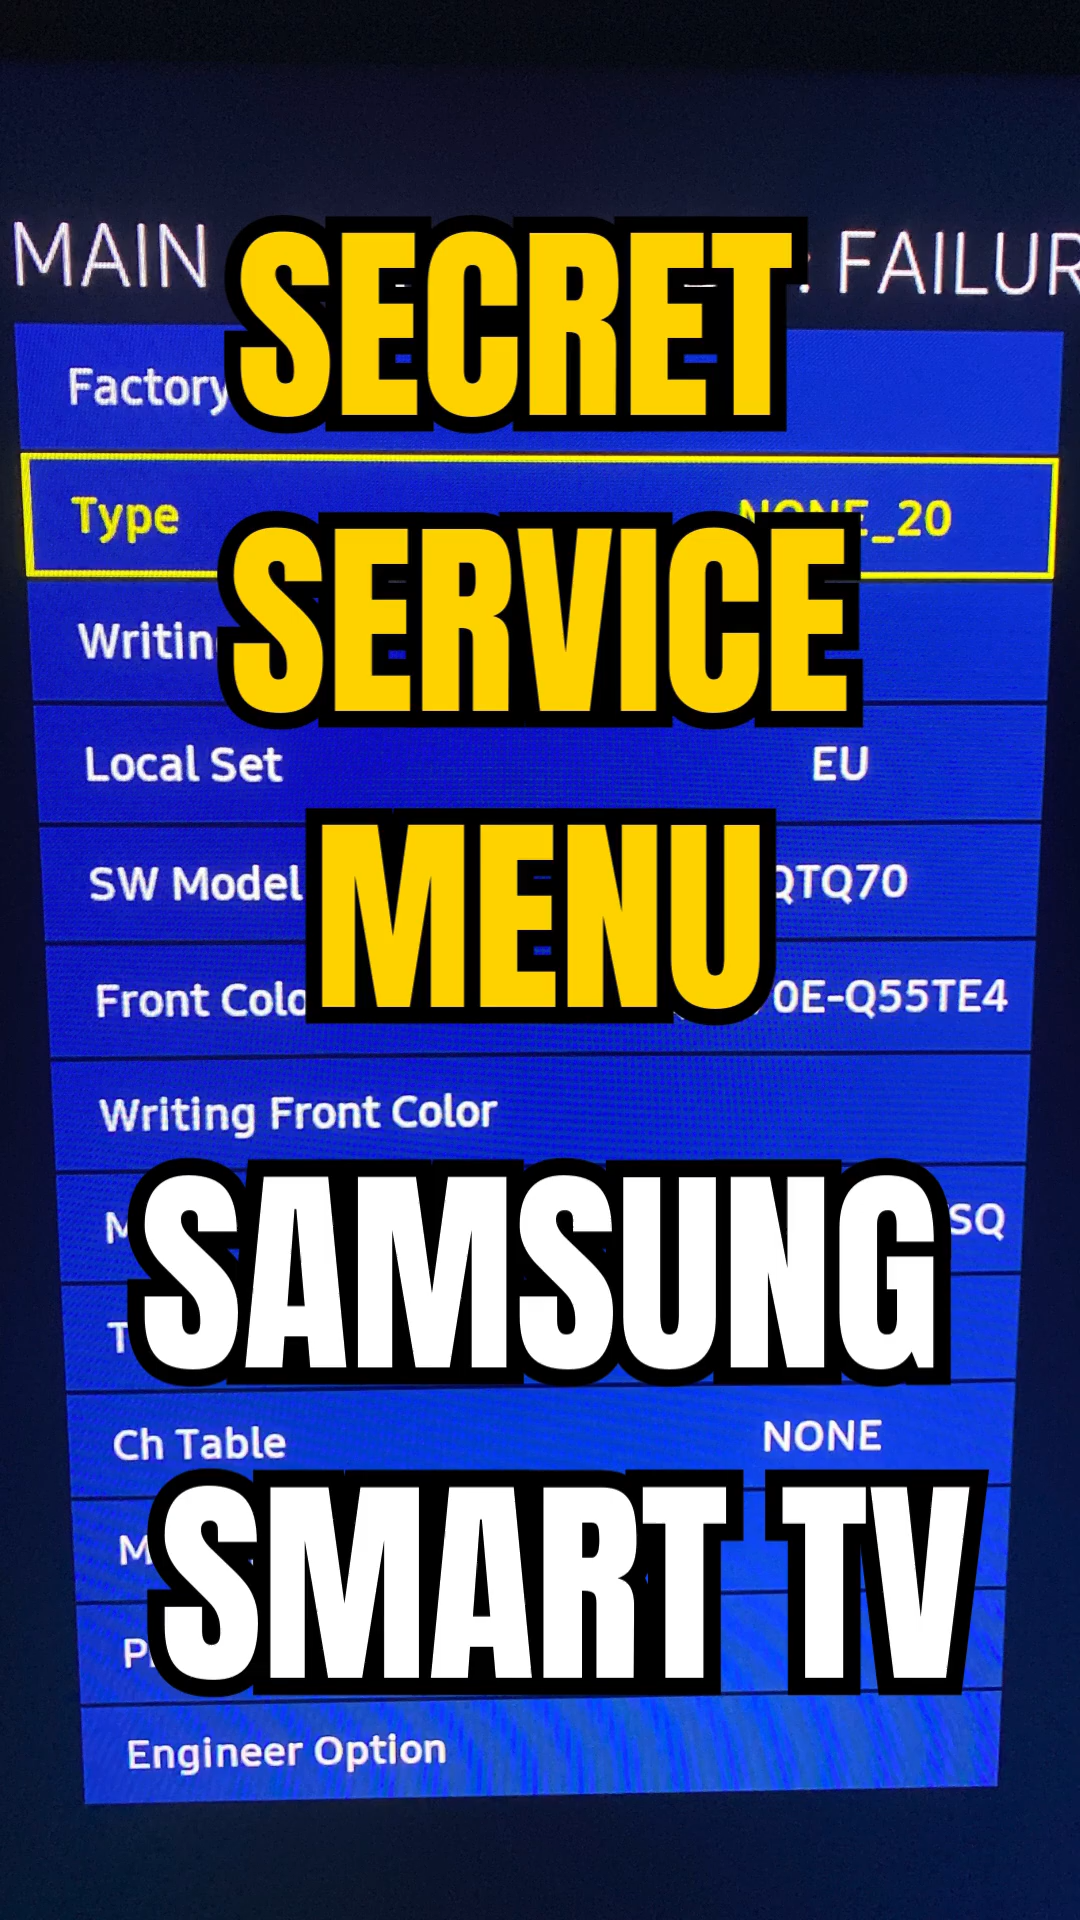 MAIN : FAILUR
SECRET
Factory
Type NONE_20
SERVICE
Writin
Local Set EU
MENU
SW Model QTQ70
Front Colo 0E-Q55TE4
Writing Front Color
SAMSUNG
SQ
Ch Table NONE
SMART TV
Engineer Option